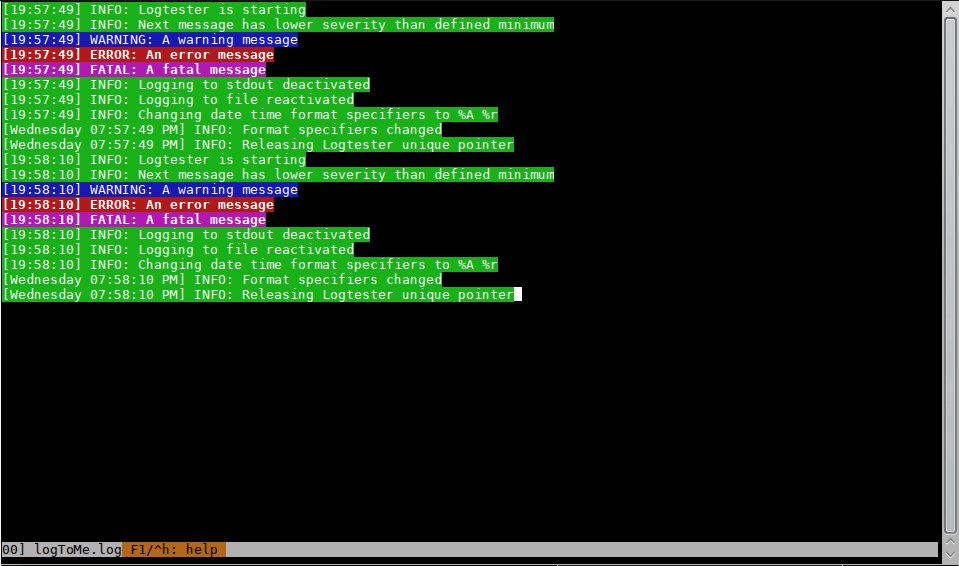 [19:57:49] INFO: Logtester is starting
[19:57:49] INFO: Next message has lower severity than defined minimum
[19:57:49] WARNING: A warning message
[19:57:49] ERROR: An error message
[19:57:49] FATAL: A fatal message
[19:57:49] INFO: Logging to stdout deactivated
[19:57:49] INFO: Logging to file reactivated
[19:57:49] INFO: Changing date time format specifiers to %A %r
[Wednesday 07:57:49 PM] INFO: Format specifiers changed
[Wednesday 07:57:49 PM] INFO: Releasing Logtester unique pointer
[19:58:10] INFO: Logtester is starting
[19:58:10] INFO: Next message has lower severity than defined minimum
[19:58:10] WARNING: A warning message
[19:58:10] ERROR: An error message
[19:58:10] FATAL: A fatal message
[19:58:10] INFO: Logging to stdout deactivated
[19:58:10] INFO: Logging to file reactivated
[19:58:10] INFO: Changing date time format specifiers to %A %r
[Wednesday 07:58:10 PM] INFO: Format specifiers changed
[Wednesday 07:58:10 PM] INFO: Releasing Logtester unique pointer
00] logToMe.log F1/^h: help